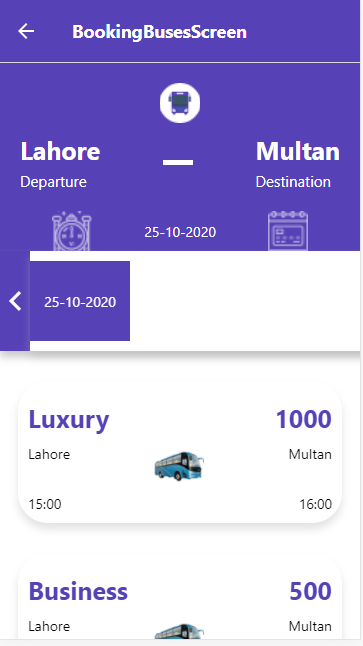 BookingBusesScreen
Lahore Multan
Departure Destination
25-10-2020
25-10-2020
Luxury 1000
Lahore Multan
15:00 16:00
Business 500
Lahore Multan